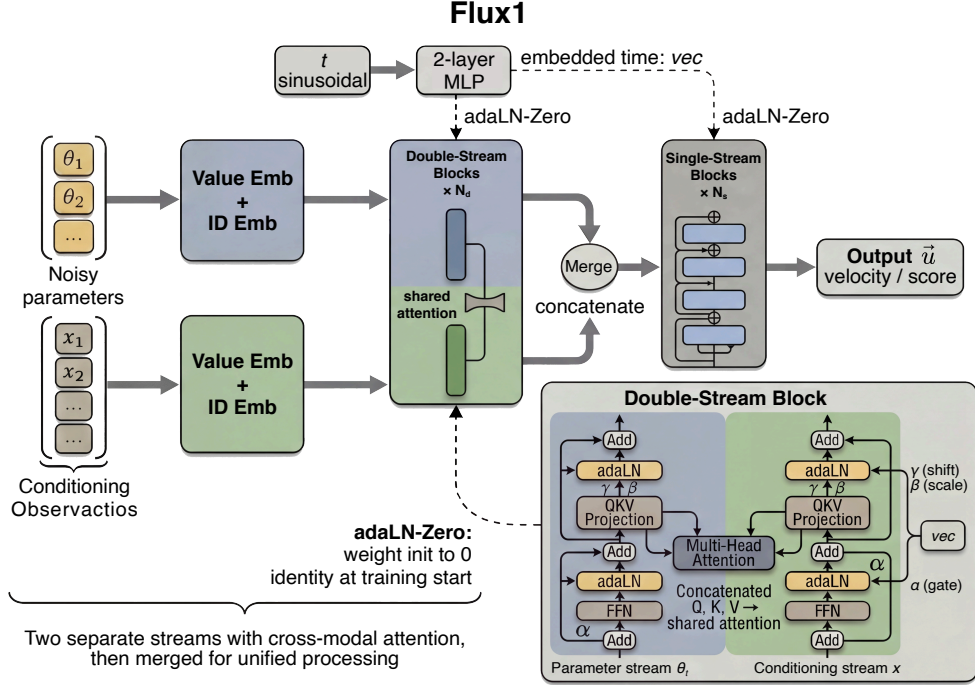 Flux1
t
sinusoidal
2-layer
MLP
embedded time: vec
adaLN-Zero
adaLN-Zero
θ₁
θ₂
...
Noisy
parameters
Value Emb
+
ID Emb
Double-Stream
Blocks
× N_d
shared
attention
Merge
concatenate
Single-Stream
Blocks
× N_s
Output u⃗
velocity / score
x₁
x₂
...
...
Conditioning
Observactios
Value Emb
+
ID Emb
adaLN-Zero:
weight init to 0
identity at training start
Two separate streams with cross-modal attention,
then merged for unified processing
Double-Stream Block
Add
adaLN
γ β
QKV
Projection
Add
adaLN
FFN
α
Add
Parameter stream θ_t
Multi-Head
Attention
Concatenated
Q, K, V →
shared attention
Add
adaLN
γ β
QKV
Projection
Add
α
adaLN
FFN
Add
Conditioning stream x
γ (shift)
β (scale)
vec
α (gate)